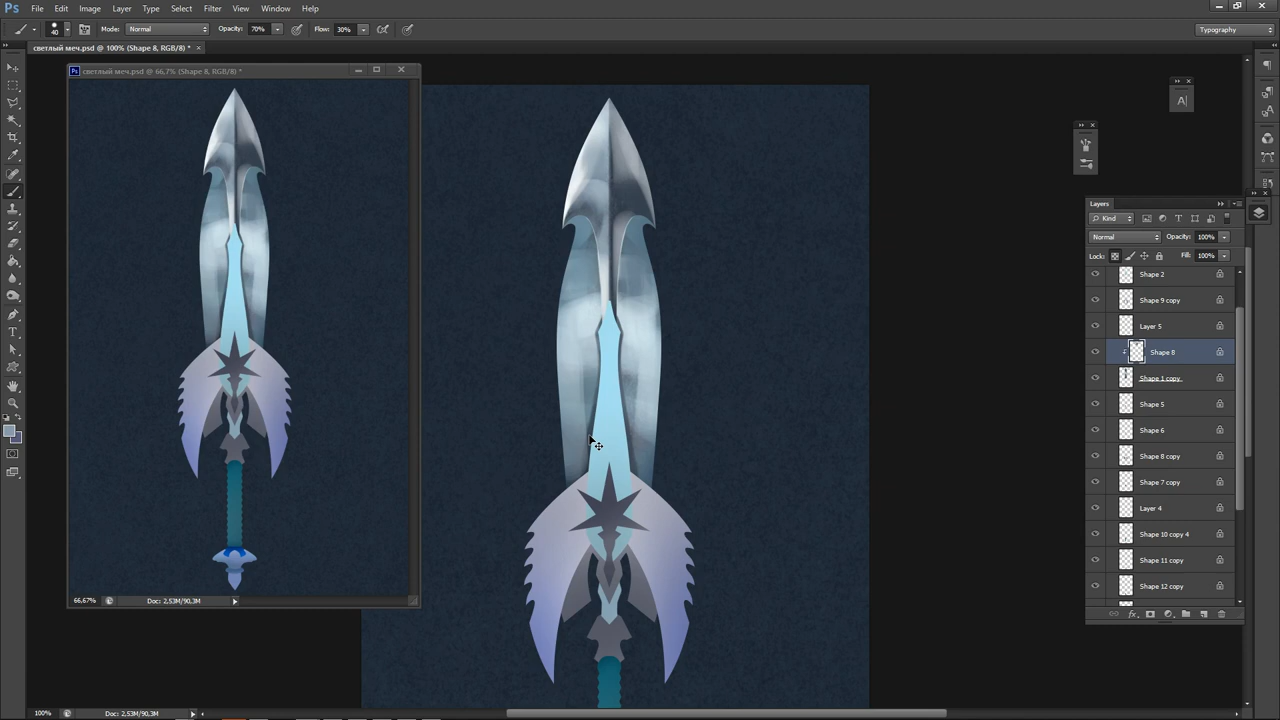 Ps File Edit Image Layer Type Select Filter View Window Help
40 Mode: Normal Opacity: 70% Flow: 30% Typography
светлый меч.psd @ 100% (Shape 8, RGB/8) * ×
Ps светлый меч.psd @ 66,7% (Shape 8, RGB/8) *
A
Layers
Kind
Normal Opacity: 100%
Lock: Fill: 100%
Shape 2
Shape 9 copy
Layer 5
Shape 8
Shape 1 copy
Shape 5
Shape 6
Shape 8 copy
Shape 7 copy
Layer 4
Shape 10 copy 4
Shape 11 copy
Shape 12 copy
fx
66,67% Doc: 2,53M/90,3M
100% Doc: 2,53M/90,3M